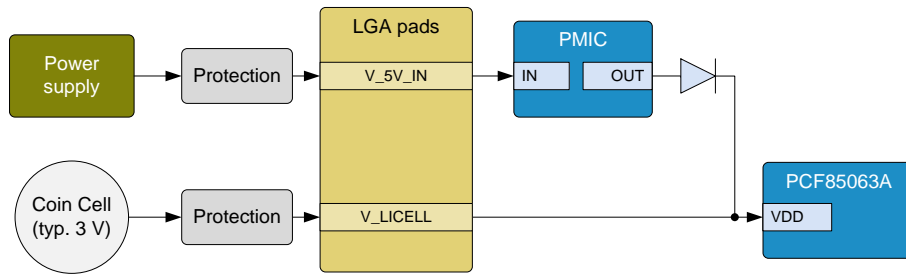 LGA pads
PMIC
Power
supply
Protection
V_5V_IN
IN
OUT
PCF85063A
Coin Cell
(typ. 3 V)
Protection
V_LICELL
VDD